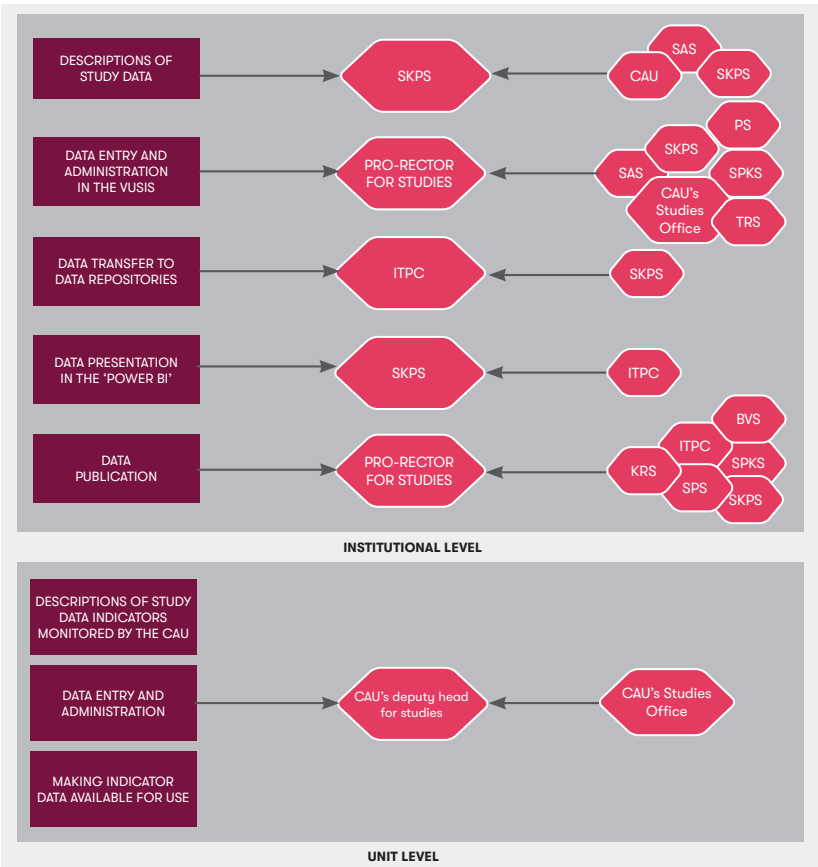 DESCRIPTIONS OF
STUDY DATA
SKPS
CAU
SAS
SKPS
DATA ENTRY AND
ADMINISTRATION
IN THE VUSIS
PRO-RECTOR
FOR STUDIES
SAS
SKPS
PS
SPKS
CAU's
Studies
Office
TRS
DATA TRANSFER TO
DATA REPOSITORIES
ITPC
SKPS
DATA PRESENTATION
IN THE ‘POWER BI’
SKPS
ITPC
DATA
PUBLICATION
PRO-RECTOR
FOR STUDIES
KRS
ITPC
BVS
SPKS
SPS
SKPS
INSTITUTIONAL LEVEL
DESCRIPTIONS OF STUDY
DATA INDICATORS
MONITORED BY THE CAU
DATA ENTRY AND
ADMINISTRATION
CAU's deputy head
for studies
CAU's Studies
Office
MAKING INDICATOR
DATA AVAILABLE FOR USE
UNIT LEVEL